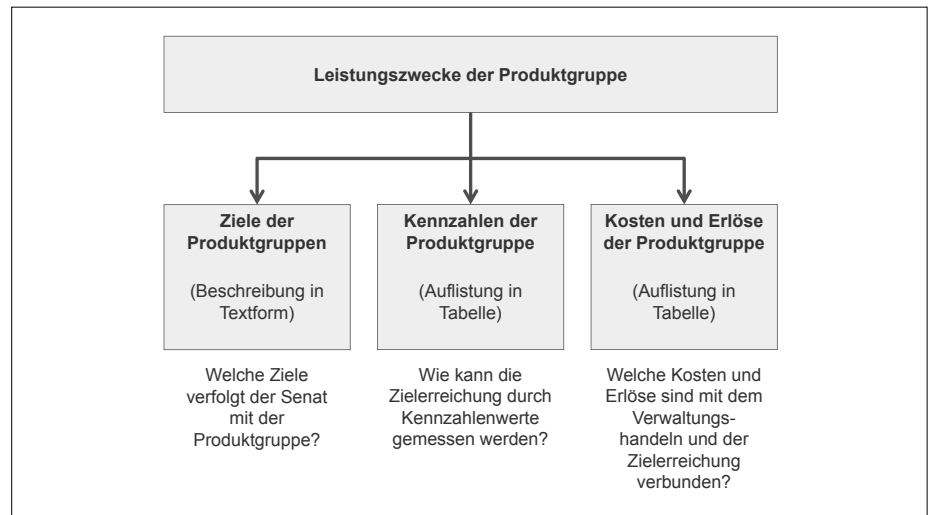 Leistungszwecke der Produktgruppe
Ziele der
Produktgruppen
(Beschreibung in
Textform)
Kennzahlen der
Produktgruppe
(Auflistung in
Tabelle)
Kosten und Erlöse
der Produktgruppe
(Auflistung in
Tabelle)
Welche Ziele
verfolgt der Senat
mit der
Produktgruppe?
Wie kann die
Zielerreichung durch
Kennzahlenwerte
gemessen werden?
Welche Kosten und
Erlöse sind mit dem
Verwaltungs-
handeln und der
Zielerreichung
verbunden?